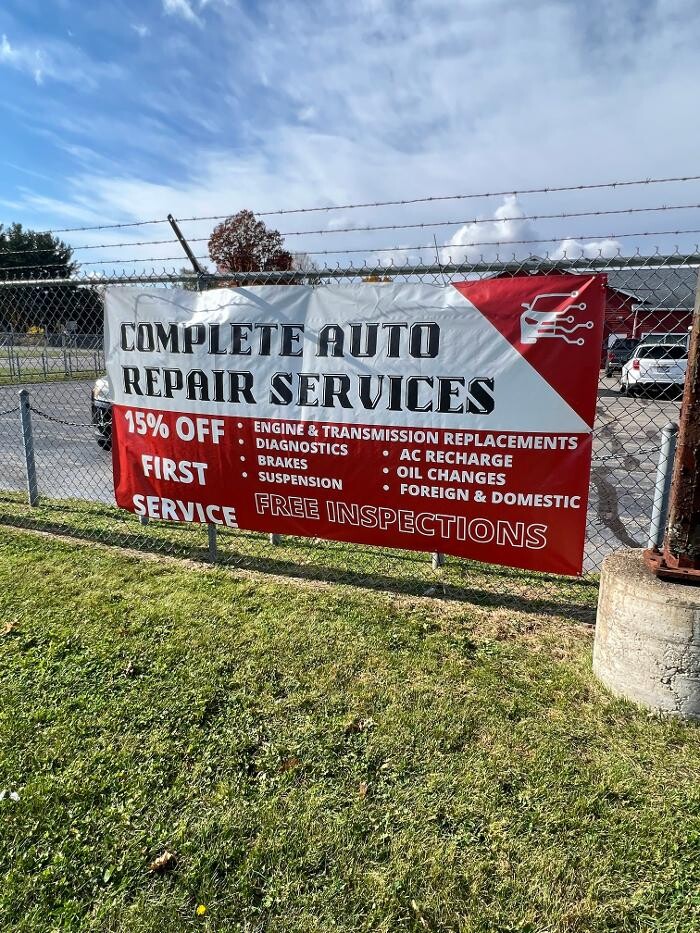 COMPLETE AUTO
REPAIR SERVICES
15% OFF
FIRST
SERVICE
• ENGINE & TRANSMISSION REPLACEMENTS
• DIAGNOSTICS
• BRAKES
• SUSPENSION
• AC RECHARGE
• OIL CHANGES
• FOREIGN & DOMESTIC
FREE INSPECTIONS